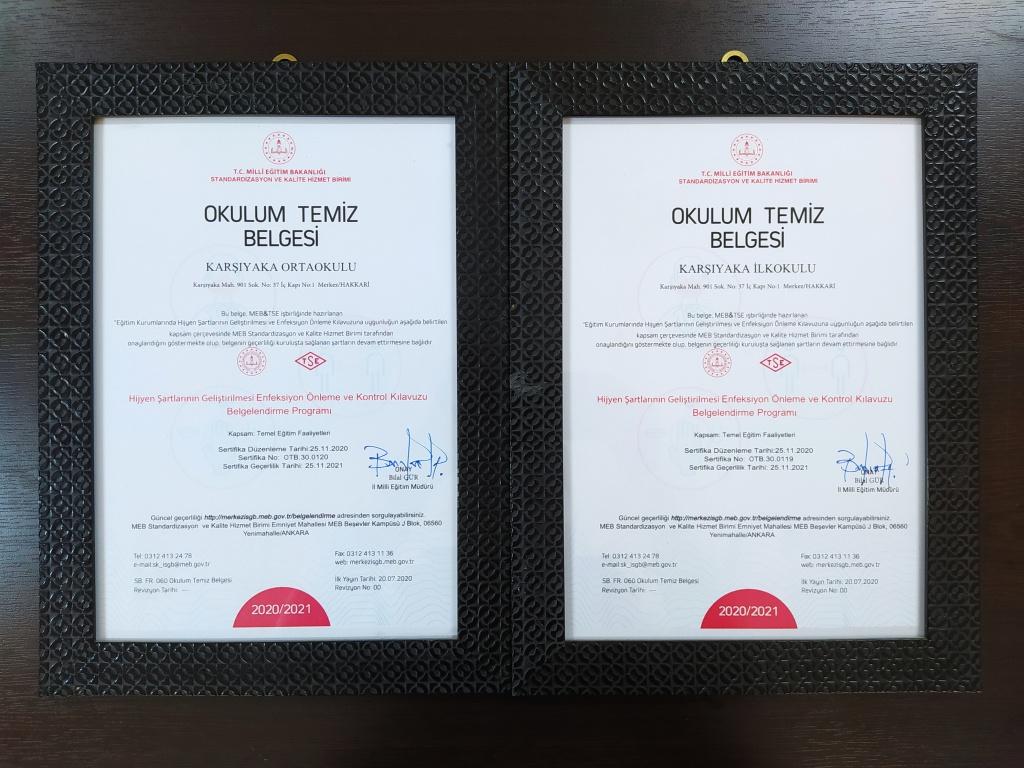 T.C. MİLLİ EĞİTİM BAKANLIĞI
STANDARDİZASYON VE KALİTE HİZMET BİRİMİ
OKULUM TEMİZ
BELGESİ
KARŞIYAKA ORTAOKULU
Karşıyaka Mah. 901 Sok. No: 37 İç Kapı No:1 Merkez/HAKKARİ
Bu belge, MEB&TSE işbirliğinde hazırlanan
"Eğitim Kurumlarında Hijyen Şartlarının Geliştirilmesi ve Enfeksiyon Önleme Kılavuzuna uygunluğun aşağıda belirtilen
kapsam çerçevesinde MEB Standardizasyon ve Kalite Hizmet Birimi tarafından
onaylandığını göstermekte olup, belgenin geçerliliği kuruluşta sağlanan şartların devam ettirmesine bağlıdır.
TSE
Hijyen Şartlarının Geliştirilmesi Enfeksiyon Önleme ve Kontrol Kılavuzu
Belgelendirme Programı
Kapsam: Temel Eğitim Faaliyetleri
Sertifika Düzenleme Tarihi:25.11.2020
Sertifika No: OTB.30.0120
Sertifika Geçerlilik Tarihi: 25.11.2021
ONAY
Bilal GÜR
İl Milli Eğitim Müdürü
Güncel geçerliliği http://merkezisgb.meb.gov.tr/belgelendirme adresinden sorgulayabilirsiniz.
MEB Standardizasyon ve Kalite Hizmet Birimi Emniyet Mahallesi MEB Beşevler Kampüsü J Blok, 06560
Yenimahalle/ANKARA
Tel: 0312 413 24 78
e-mail:sk_isgb@meb.gov.tr
Fax: 0312 413 11 36
web: merkezisgb.meb.gov.tr
SB. FR. 060 Okulum Temiz Belgesi
Revizyon Tarihi: ---
İlk Yayın Tarihi: 20.07.2020
Revizyon No: 00
2020/2021
T.C. MİLLİ EĞİTİM BAKANLIĞI
STANDARDİZASYON VE KALİTE HİZMET BİRİMİ
OKULUM TEMİZ
BELGESİ
KARŞIYAKA İLKOKULU
Karşıyaka Mah. 901 Sok. No: 37 İç Kapı No:1 Merkez/HAKKARİ
Bu belge, MEB&TSE işbirliğinde hazırlanan
"Eğitim Kurumlarında Hijyen Şartlarının Geliştirilmesi ve Enfeksiyon Önleme Kılavuzuna uygunluğun aşağıda belirtilen
kapsam çerçevesinde MEB Standardizasyon ve Kalite Hizmet Birimi tarafından
onaylandığını göstermekte olup, belgenin geçerliliği kuruluşta sağlanan şartların devam ettirmesine bağlıdır.
TSE
Hijyen Şartlarının Geliştirilmesi Enfeksiyon Önleme ve Kontrol Kılavuzu
Belgelendirme Programı
Kapsam: Temel Eğitim Faaliyetleri
Sertifika Düzenleme Tarihi:25.11.2020
Sertifika No: OTB.30.0119
Sertifika Geçerlilik Tarihi: 25.11.2021
ONAY
Bilal GÜR
İl Milli Eğitim Müdürü
Güncel geçerliliği http://merkezisgb.meb.gov.tr/belgelendirme adresinden sorgulayabilirsiniz.
MEB Standardizasyon ve Kalite Hizmet Birimi Emniyet Mahallesi MEB Beşevler Kampüsü J Blok, 06560
Yenimahalle/ANKARA
Tel: 0312 413 24 78
e-mail:sk_isgb@meb.gov.tr
Fax: 0312 413 11 36
web: merkezisgb.meb.gov.tr
SB. FR. 060 Okulum Temiz Belgesi
Revizyon Tarihi: ---
İlk Yayın Tarihi: 20.07.2020
Revizyon No: 00
2020/2021